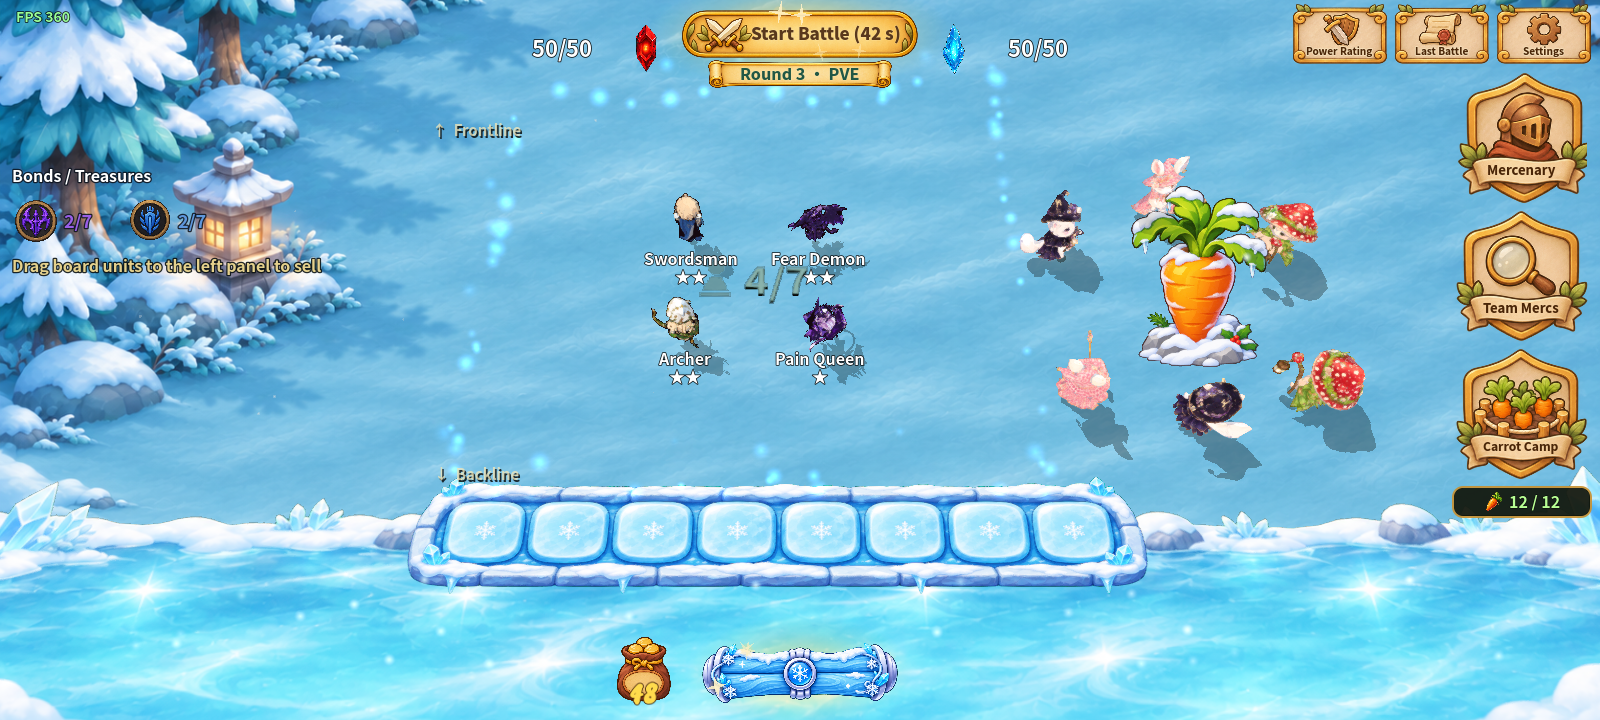 FPS 360
50/50
Start Battle (42 s)
50/50
Round 3 • PVE
Power Rating
Last Battle
Settings
↑ Frontline
Bonds / Treasures
2/7
2/7
Drag board units to the left panel to sell
Mercenary
Swordsman
Fear Demon
4/7
Archer
Pain Queen
Team Mercs
Carrot Camp
↓ Backline
12 / 12
48